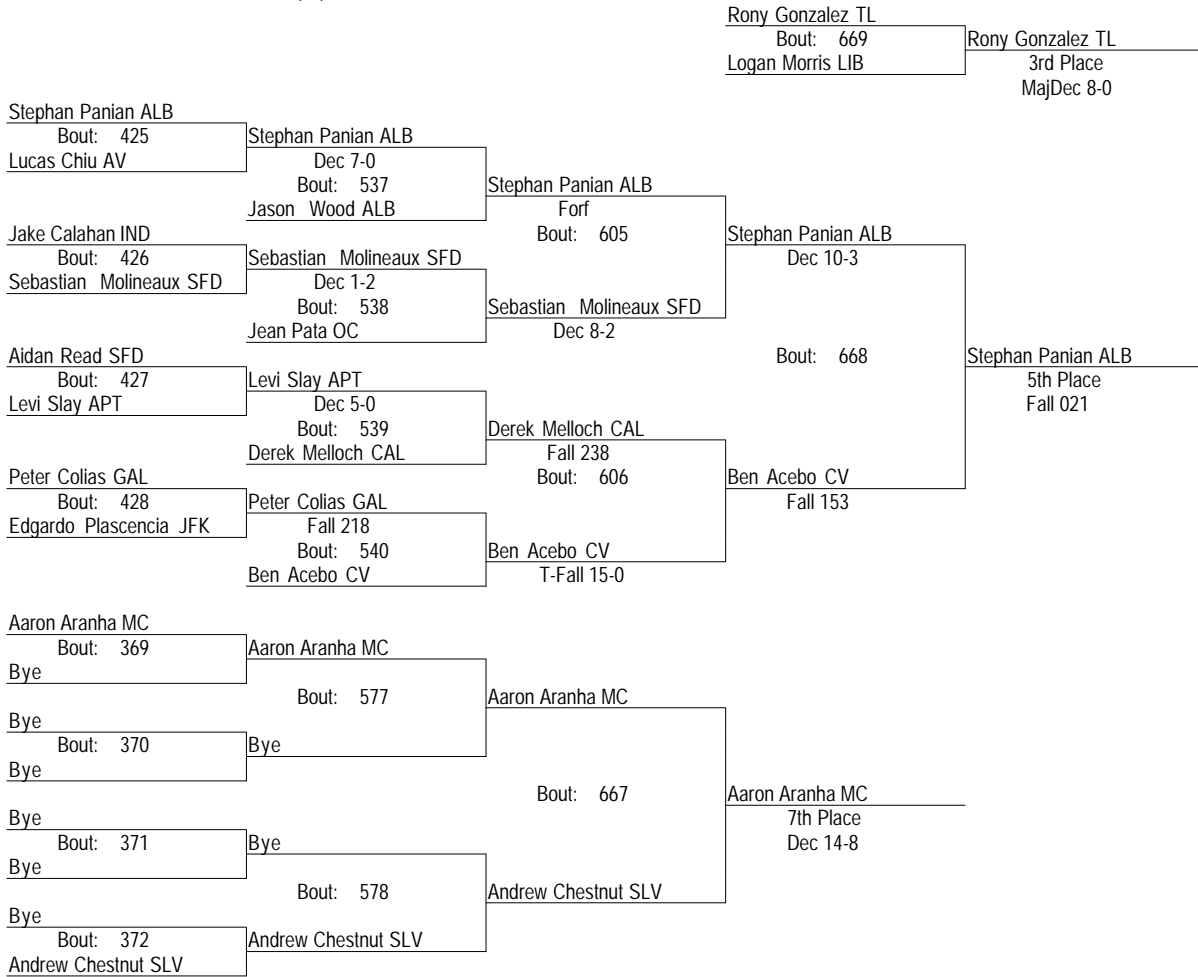 Rony Gonzalez TL
Bout: 669
Rony Gonzalez TL
Logan Morris LIB
3rd Place
MajDec 8-0
Stephan Panian ALB
Bout: 425
Stephan Panian ALB
Lucas Chiu AV
Dec 7-0
Bout: 537
Stephan Panian ALB
Jason Wood ALB
Forf
Jake Calahan IND
Bout: 605
Stephan Panian ALB
Bout: 426
Sebastian Molineaux SFD
Dec 10-3
Sebastian Molineaux SFD
Dec 1-2
Bout: 538
Sebastian Molineaux SFD
Jean Pata OC
Dec 8-2
Aidan Read SFD
Bout: 668
Stephan Panian ALB
Bout: 427
Levi Slay APT
5th Place
Levi Slay APT
Dec 5-0
Fall 021
Bout: 539
Derek Melloch CAL
Derek Melloch CAL
Fall 238
Peter Colias GAL
Bout: 606
Ben Acebo CV
Bout: 428
Peter Colias GAL
Fall 153
Edgardo Plascencia JFK
Fall 218
Bout: 540
Ben Acebo CV
Ben Acebo CV
T-Fall 15-0
Aaron Aranha MC
Bout: 369
Aaron Aranha MC
Bye
Bout: 577
Aaron Aranha MC
Bye
Bout: 370
Bye
Bye
Bout: 667
Aaron Aranha MC
Bye
7th Place
Bout: 371
Bye
Dec 14-8
Bye
Bout: 578
Andrew Chestnut SLV
Bye
Bout: 372
Andrew Chestnut SLV
Andrew Chestnut SLV